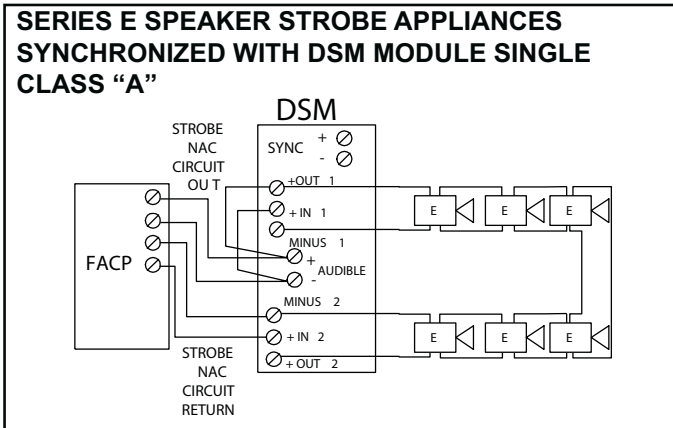 SERIES E SPEAKER STROBE APPLIANCES
SYNCHRONIZED WITH DSM MODULE SINGLE
CLASS “A”
DSM
STROBE
NAC
CIRCUIT
OU T
SYNC + 
-
+OUT 1
+ IN 1
MINUS 1
+
AUDIBLE
-
MINUS 2
+ IN 2
+ OUT 2
FACP
STROBE
NAC
CIRCUIT
RETURN
E E E
E E E